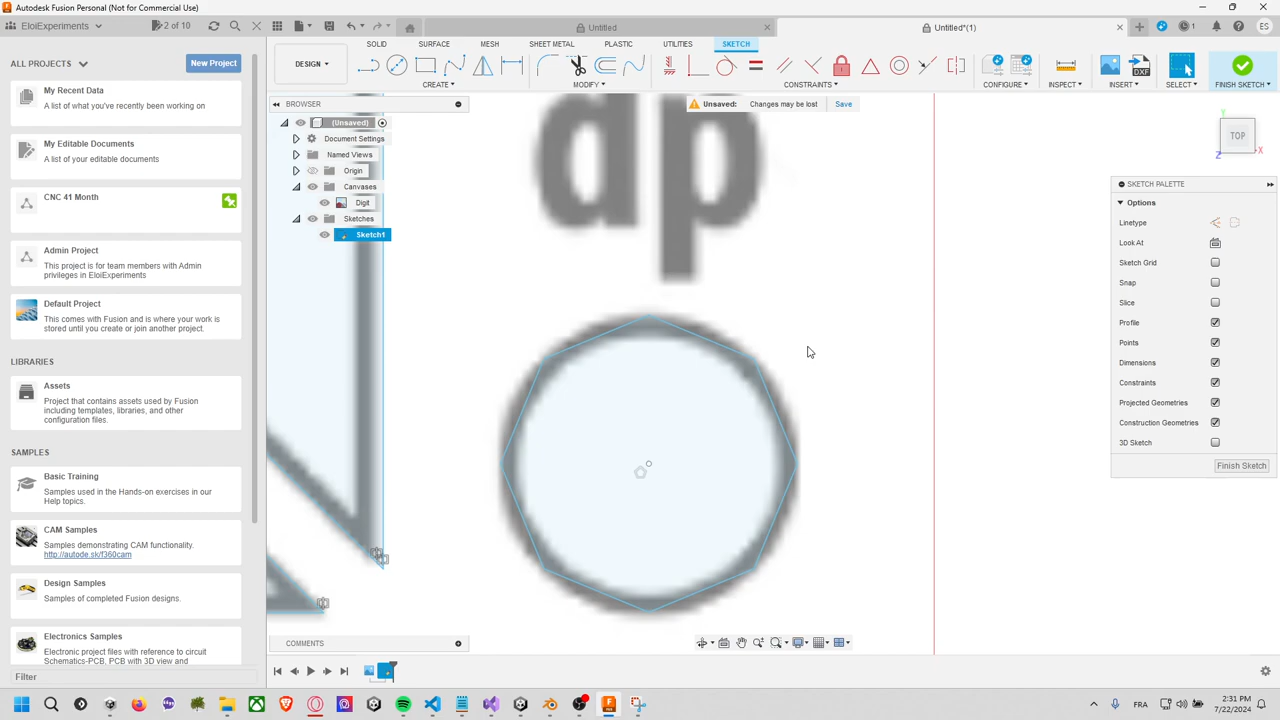 Autodesk Fusion Personal (Not for Commercial Use)
EloiExperiments
2 of 10
Untitled
Untitled*(1)
1
ES
ALL PROJECTS
New Project
My Recent Data
A list of what you've recently been working on
My Editable Documents
A list of your editable documents
CNC 41 Month
Admin Project
This project is for team members with Admin
privileges in EloiExperiments
Default Project
This comes with Fusion and is where your work is
stored until you create or join another project.
LIBRARIES
Assets
Project that contains assets used by Fusion
including templates, libraries, and other
configuration files.
SAMPLES
Basic Training
Samples used in the Hands-on exercises in our
Help topics.
CAM Samples
Samples demonstrating CAM functionality.
http://autode.sk/f360cam
Design Samples
Samples of completed Fusion designs.
Electronics Samples
Electronics design file with reference to circuit
Schematics-PCB, PCB with 3D view and
Filter
DESIGN
SOLID
SURFACE
MESH
SHEET METAL
PLASTIC
UTILITIES
SKETCH
CREATE
MODIFY
CONSTRAINTS
CONFIGURE
INSPECT
INSERT
SELECT
FINISH SKETCH
DXF
BROWSER
(Unsaved)
Document Settings
Named Views
Origin
Canvases
Digit
Sketches
Sketch1
Unsaved:
Changes may be lost
Save
dp
TOP
Y
X
Z
SKETCH PALETTE
Options
Linetype
Look At
Sketch Grid
Snap
Slice
Profile
Points
Dimensions
Constraints
Projected Geometries
Construction Geometries
3D Sketch
Finish Sketch
COMMENTS
FRE
2:31 PM
7/22/2024